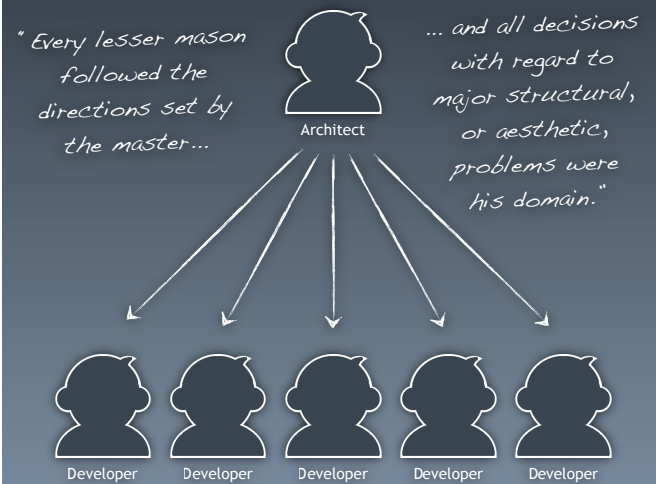 " Every lesser mason
followed the
directions set by
the master...
... and all decisions
with regard to
major structural,
or aesthetic,
problems were
his domain."
Architect
Developer
Developer
Developer
Developer
Developer